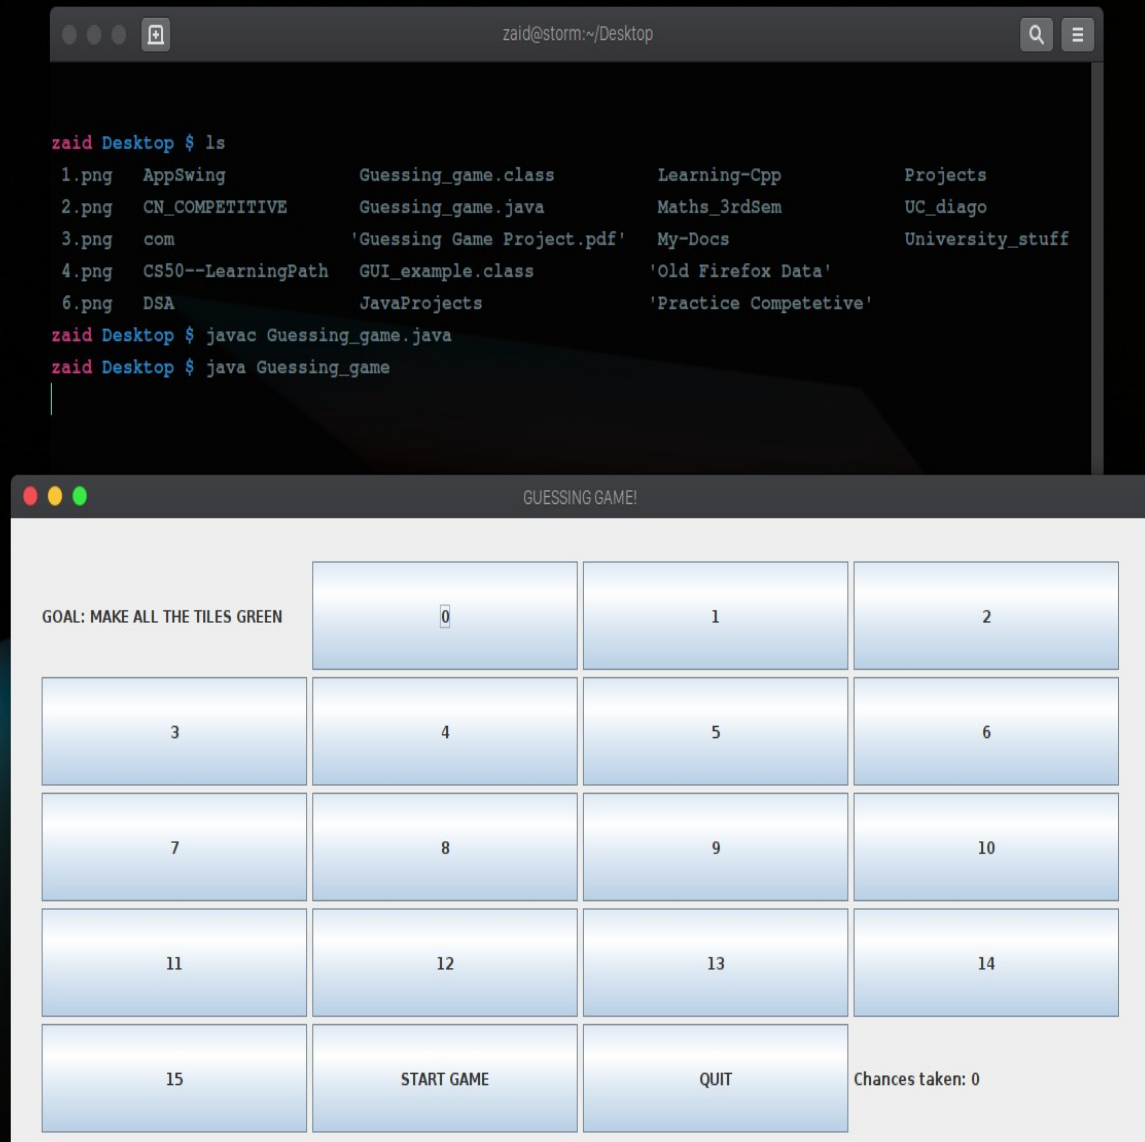 zaid@storm:~/Desktop
zaid Desktop $ ls
1.png AppSwing Guessing_game.class Learning-Cpp Projects
2.png CN_COMPETITIVE Guessing_game.java Maths_3rdSem UC_diago
3.png com 'Guessing Game Project.pdf' My-Docs University_stuff
4.png CS50--LearningPath GUI_example.class 'Old Firefox Data'
6.png DSA JavaProjects 'Practice Competetive'
zaid Desktop $ javac Guessing_game.java
zaid Desktop $ java Guessing_game
GUESSING GAME!
GOAL: MAKE ALL THE TILES GREEN 0 1 2
3 4 5 6
7 8 9 10
11 12 13 14
15 START GAME QUIT Chances taken: 0